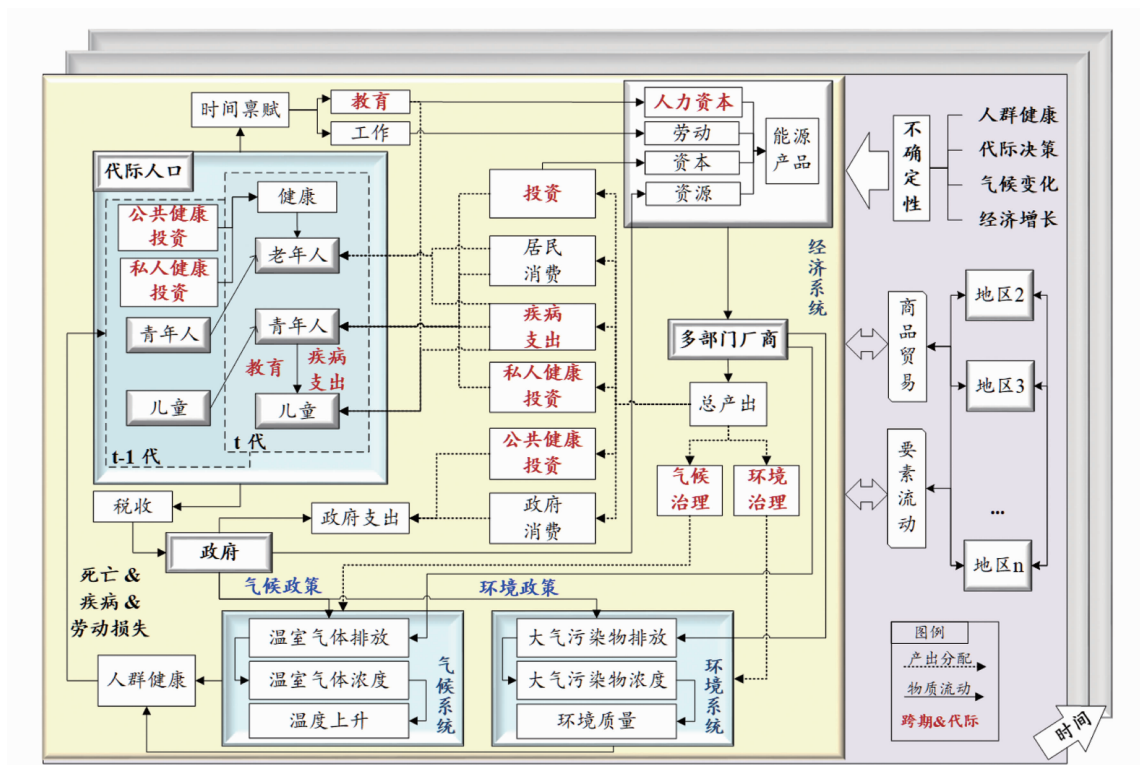 时间禀赋
教育
工作
人力资本
劳动
资本
资源
能源
产品
不确定性
人群健康
代际决策
气候变化
经济增长
代际人口
健康
公共健康
投资
私人健康
投资
老年人
青年人
青年人
教育
疾病
支出
儿童
儿童
t 代
t-1 代
投资
居民
消费
疾病
支出
私人健康
投资
公共健康
投资
政府
消费
经济系统
多部门厂商
总产出
气候
治理
环境
治理
商品贸易
要素流动
地区2
地区3
...
地区n
税收
政府支出
政府
气候政策
环境政策
死亡&
疾病&
劳动损失
人群健康
温室气体排放
温室气体浓度
温度上升
气候系统
大气污染物排放
大气污染物浓度
环境质量
环境系统
图例
产出分配
物质流动
跨期&代际
时间